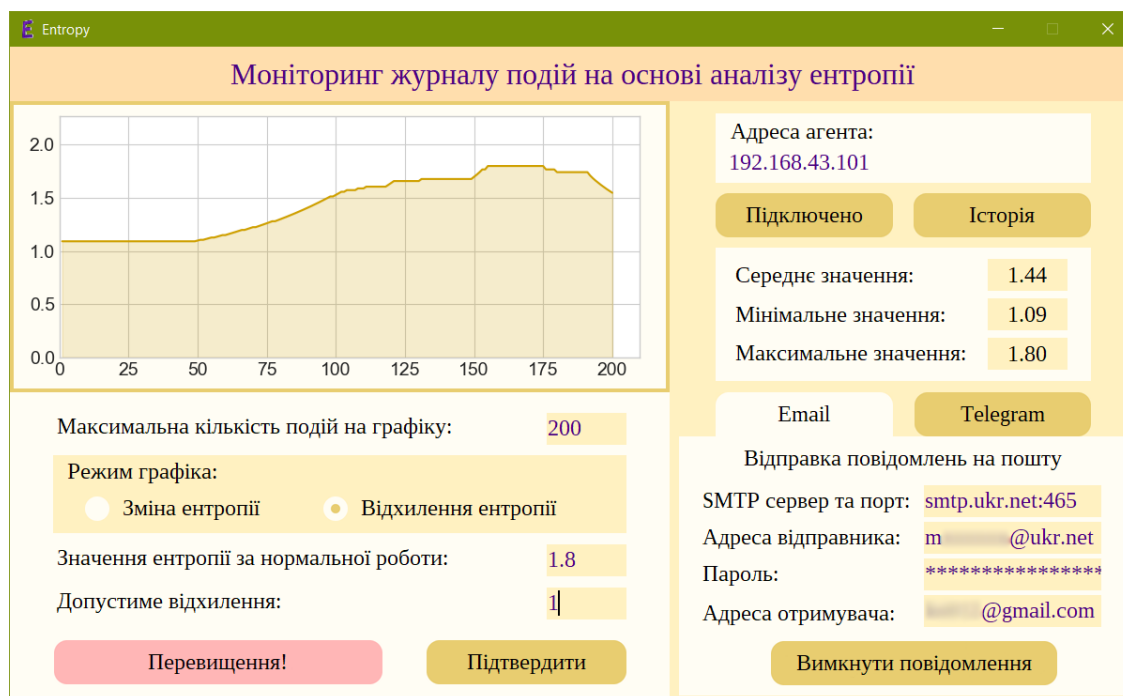 Entropy
Моніторинг журналу подій на основі аналізу ентропії
2.0
1.5
1.0
0.5
0.0
0 25 50 75 100 125 150 175 200
Максимальна кількість подій на графіку: 200
Режим графіка:
Зміна ентропії Відхилення ентропії
Значення ентропії за нормальної роботи: 1.8
Допустиме відхилення: 1
Перевищення! Підтвердити
Адреса агента:
192.168.43.101
Підключено Історія
Середнє значення: 1.44
Мінімальне значення: 1.09
Максимальне значення: 1.80
Email Telegram
Відправка повідомлень на пошту
SMTP сервер та порт: smtp.ukr.net:465
Адреса відправника: m @ukr.net
Пароль: ****************
Адреса отримувача: @gmail.com
Вимкнути повідомлення